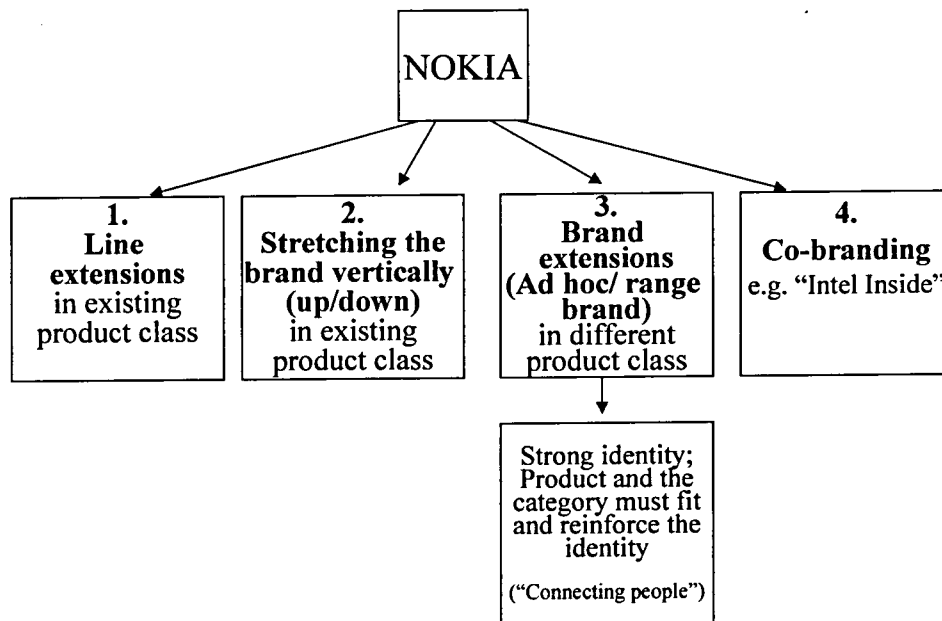 NOKIA
1.
Line
extensions
in existing
product class
2.
Stretching the
brand vertically
(up/down)
in existing
product class
3.
Brand
extensions
(Ad hoc/ range
brand)
in different
product class
4.
Co-branding
e.g. “Intel Inside”
Strong identity;
Product and the
category must fit
and reinforce the
identity
(“Connecting people”)